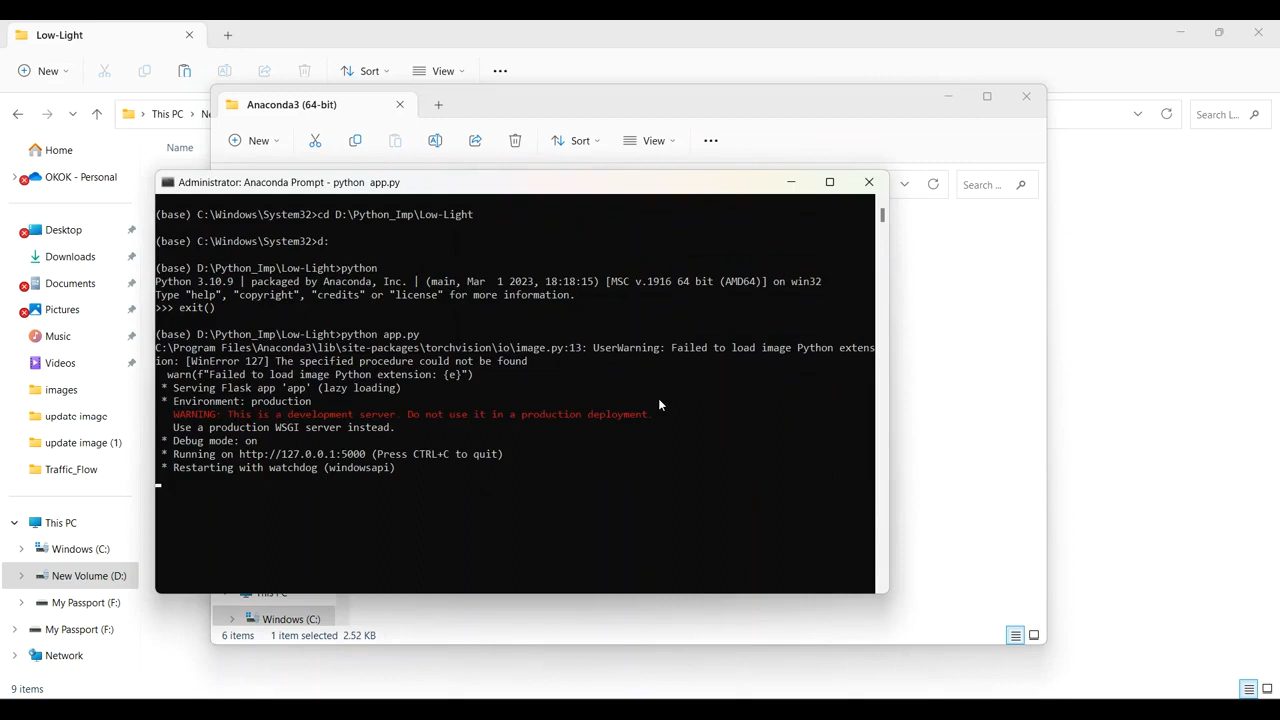 Low-Light
New
Sort
View
This PC
Search L...
Name
Anaconda3 (64-bit)
New
Sort
View
Search ...
Home
OKOK - Personal
Desktop
Downloads
Documents
Pictures
Music
Videos
images
update image
update image (1)
Traffic_Flow
This PC
Windows (C:)
New Volume (D:)
My Passport (F:)
My Passport (F:)
Network
9 items
Administrator: Anaconda Prompt - python  app.py
(base) C:\Windows\System32>cd D:\Python_Imp\Low-Light
(base) C:\Windows\System32>d:
(base) D:\Python_Imp\Low-Light>python
Python 3.10.9 | packaged by Anaconda, Inc. | (main, Mar  1 2023, 18:18:15) [MSC v.1916 64 bit (AMD64)] on win32
Type "help", "copyright", "credits" or "license" for more information.
>>> exit()
(base) D:\Python_Imp\Low-Light>python app.py
C:\Program Files\Anaconda3\lib\site-packages\torchvision\io\image.py:13: UserWarning: Failed to load image Python extens
ion: [WinError 127] The specified procedure could not be found
warn(f"Failed to load image Python extension: {e}")
* Serving Flask app 'app' (lazy loading)
* Environment: production
WARNING: This is a development server. Do not use it in a production deployment.
Use a production WSGI server instead.
* Debug mode: on
* Running on http://127.0.0.1:5000 (Press CTRL+C to quit)
* Restarting with watchdog (windowsapi)
Windows (C:)
6 items
1 item selected  2.52 KB